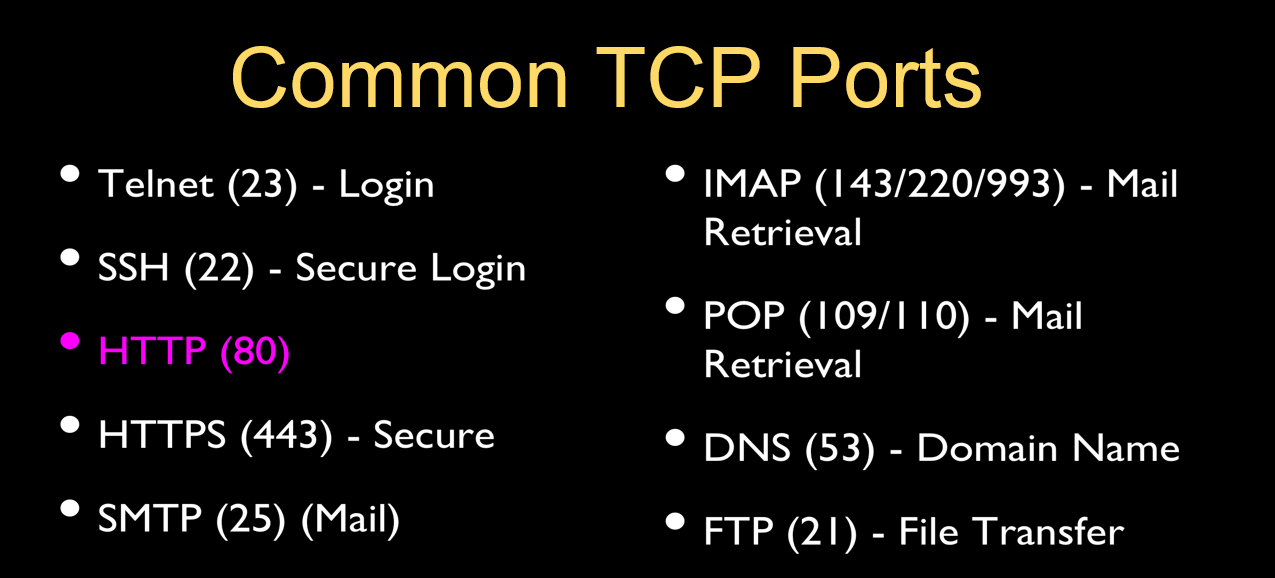 Common TCP Ports
• Telnet (23) - Login
• SSH (22) - Secure Login
• HTTP (80)
• HTTPS (443) - Secure
• SMTP (25) (Mail)
• IMAP (143/220/993) - Mail
Retrieval
• POP (109/110) - Mail
Retrieval
• DNS (53) - Domain Name
• FTP (21) - File Transfer